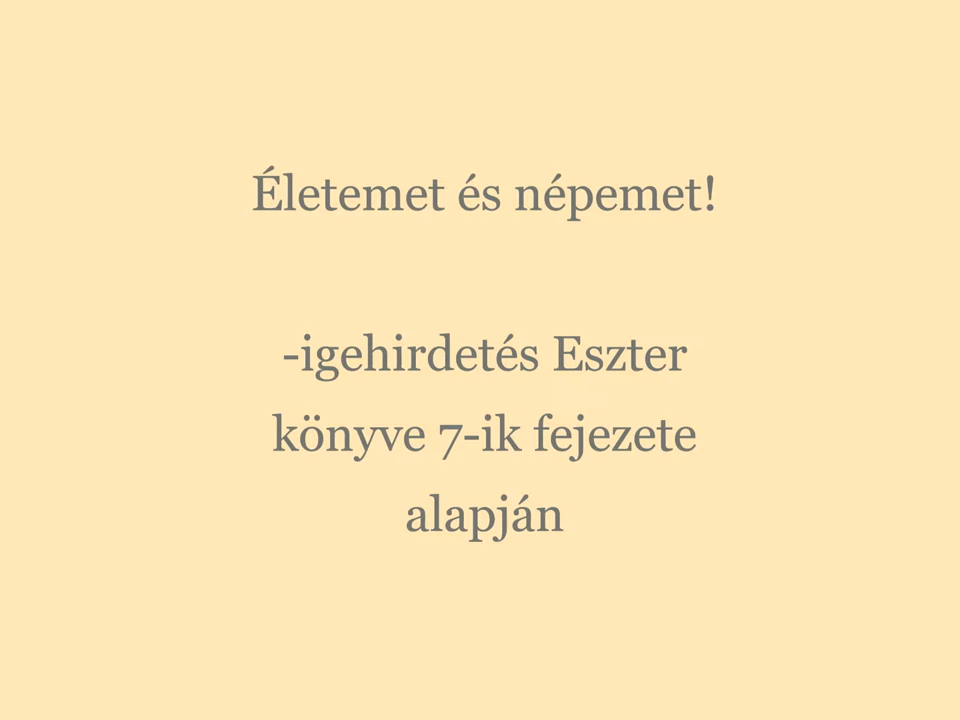 Életemet és népemet!
-igehirdetés Eszter
könyve 7-ik fejezete
alapján